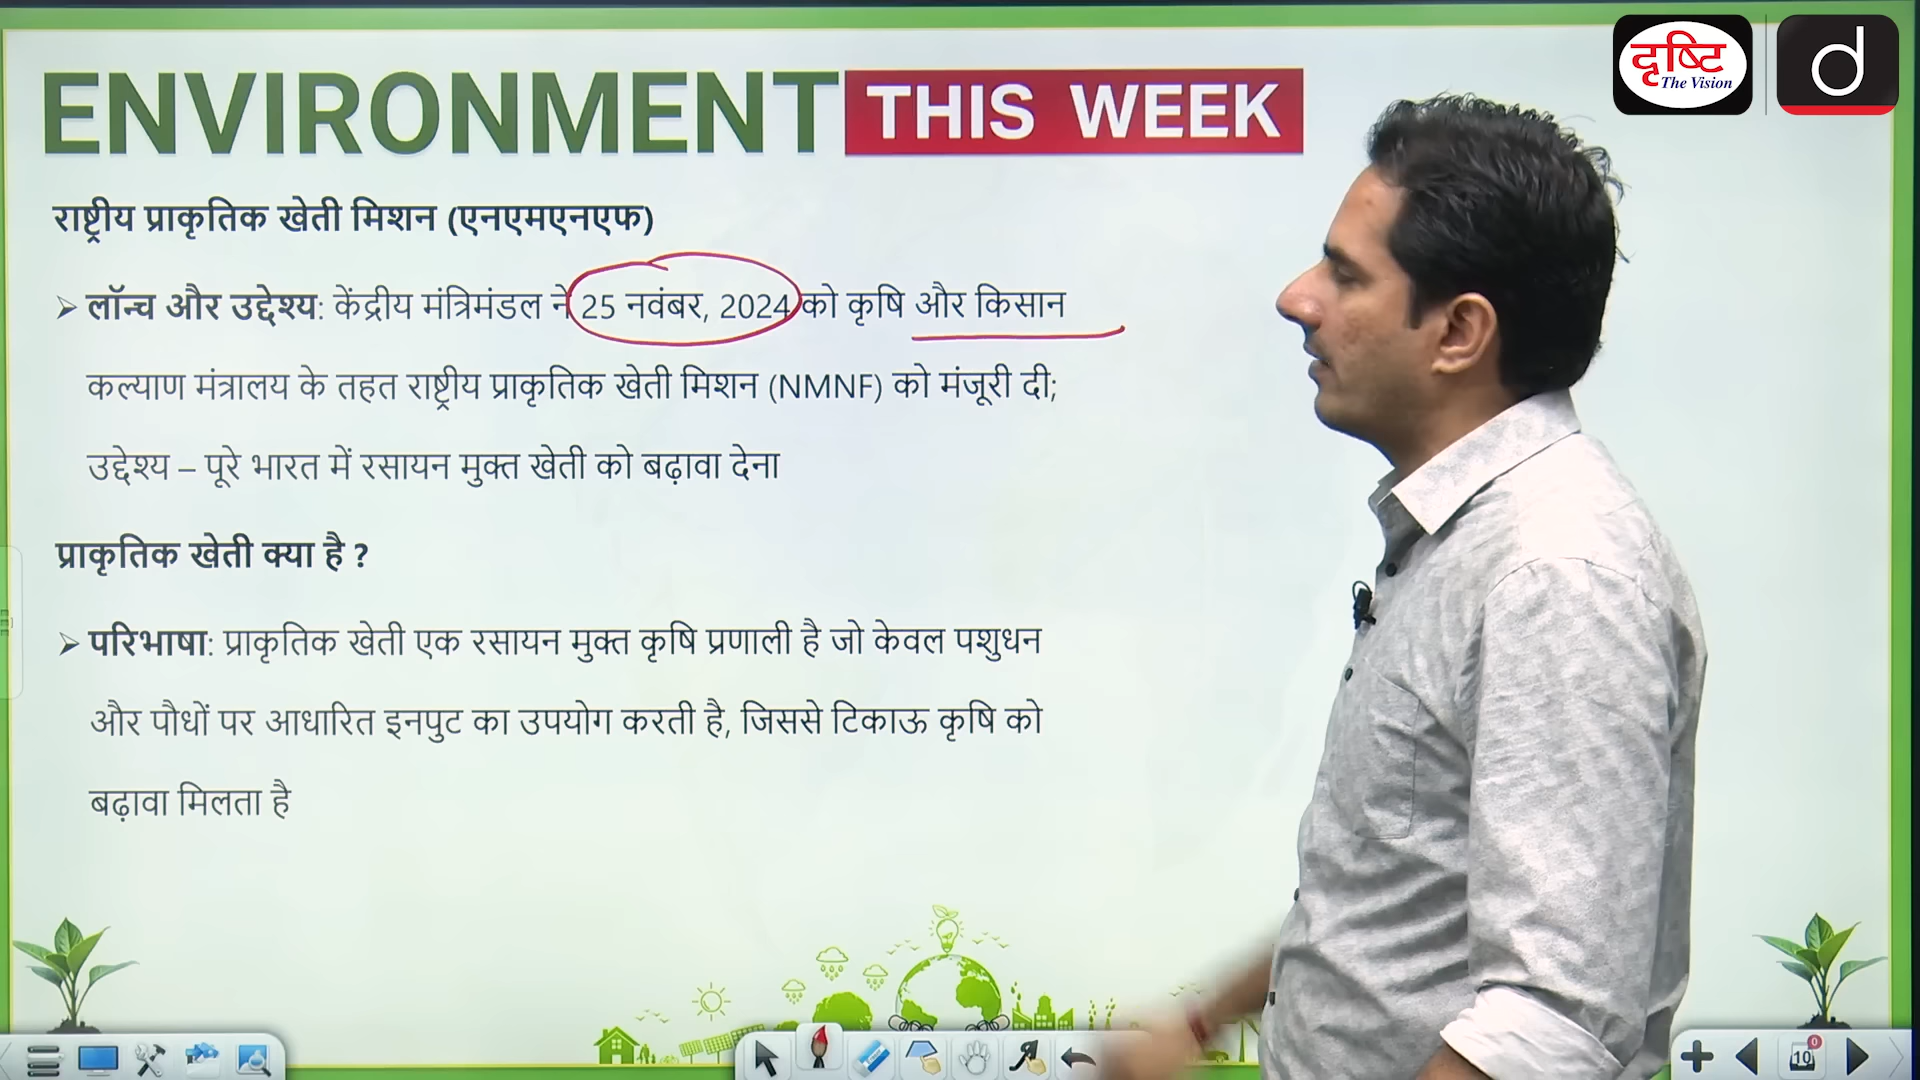 दृष्टि
The Vision
d
ENVIRONMENT THIS WEEK
राष्ट्रीय प्राकृतिक खेती मिशन (एनएमएनएफ)
➢ लॉन्च और उद्देश्य: केंद्रीय मंत्रिमंडल ने 25 नवंबर, 2024 को कृषि और किसान
कल्याण मंत्रालय के तहत राष्ट्रीय प्राकृतिक खेती मिशन (NMNF) को मंजूरी दी;
उद्देश्य – पूरे भारत में रसायन मुक्त खेती को बढ़ावा देना
प्राकृतिक खेती क्या है ?
➢ परिभाषा: प्राकृतिक खेती एक रसायन मुक्त कृषि प्रणाली है जो केवल पशुधन
और पौधों पर आधारित इनपुट का उपयोग करती है, जिससे टिकाऊ कृषि को
बढ़ावा मिलता है
10
0